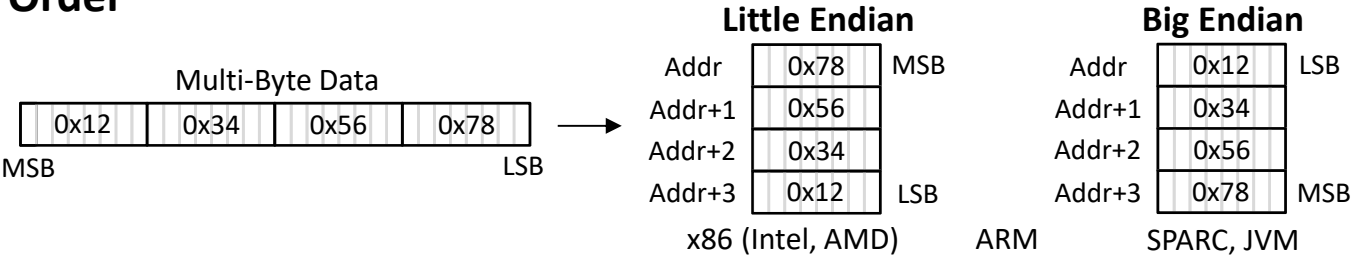 Order
Little Endian
Big Endian
Multi-Byte Data
0x12 0x34 0x56 0x78
MSB LSB
Addr 0x78 MSB
Addr+1 0x56
Addr+2 0x34
Addr+3 0x12 LSB
x86 (Intel, AMD)
ARM
Addr 0x12 LSB
Addr+1 0x34
Addr+2 0x56
Addr+3 0x78 MSB
SPARC, JVM